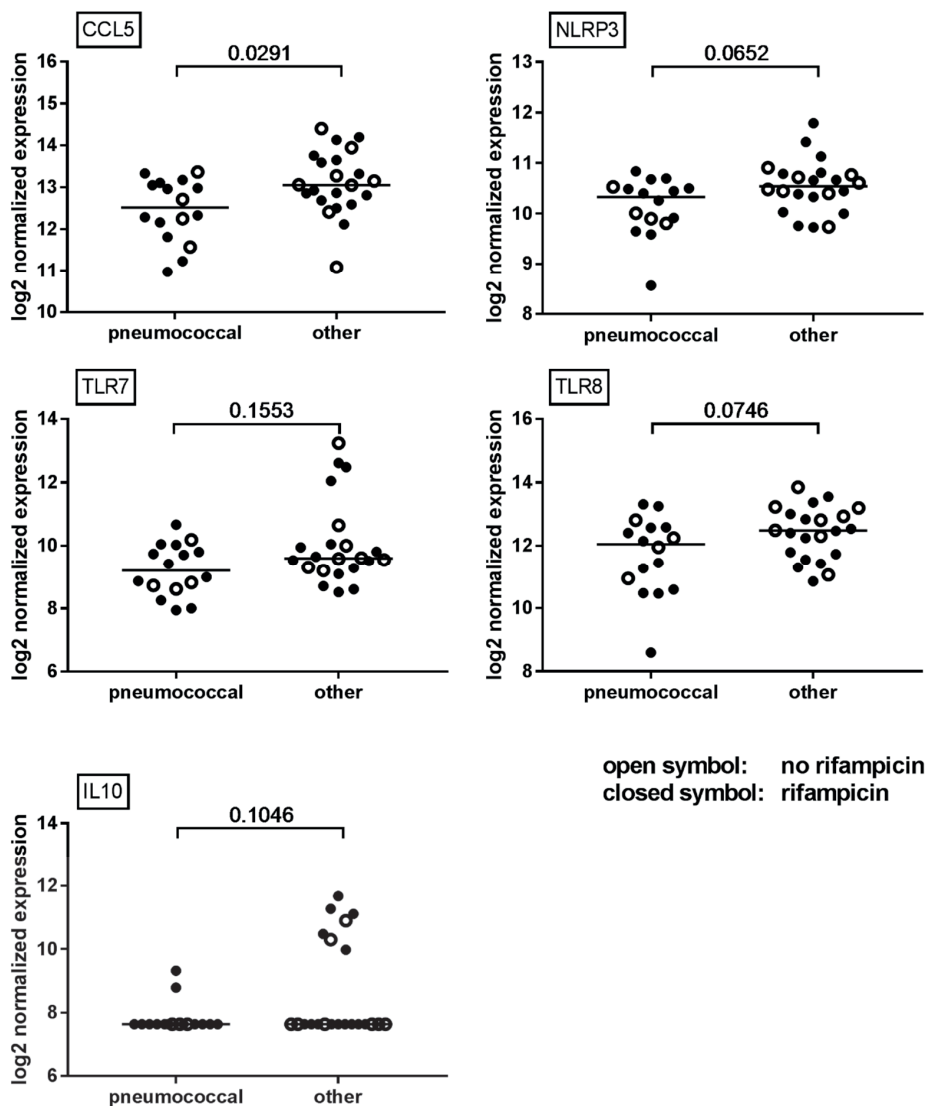 CCL5
0.0291
log2 normalized expression
16
15
14
13
12
11
10
pneumococcal other
NLRP3
0.0652
log2 normalized expression
13
12
11
10
9
8
pneumococcal other
TLR7
0.1553
log2 normalized expression
14
12
10
8
6
pneumococcal other
TLR8
0.0746
log2 normalized expression
16
14
12
10
8
pneumococcal other
IL10
0.1046
log2 normalized expression
14
12
10
8
6
pneumococcal other
open symbol: no rifampicin
closed symbol: rifampicin